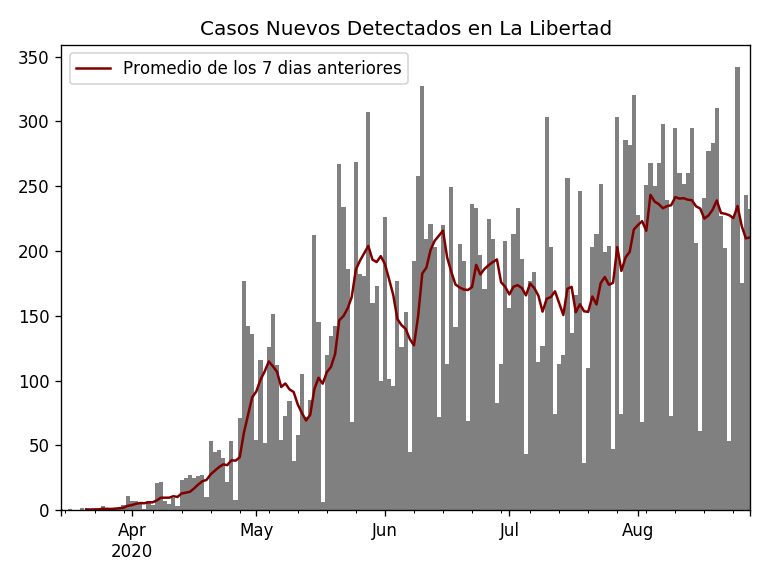 Casos Nuevos Detectados en La Libertad
Promedio de los 7 dias anteriores
350
300
250
200
150
100
50
0
Apr
2020
May
Jun
Jul
Aug